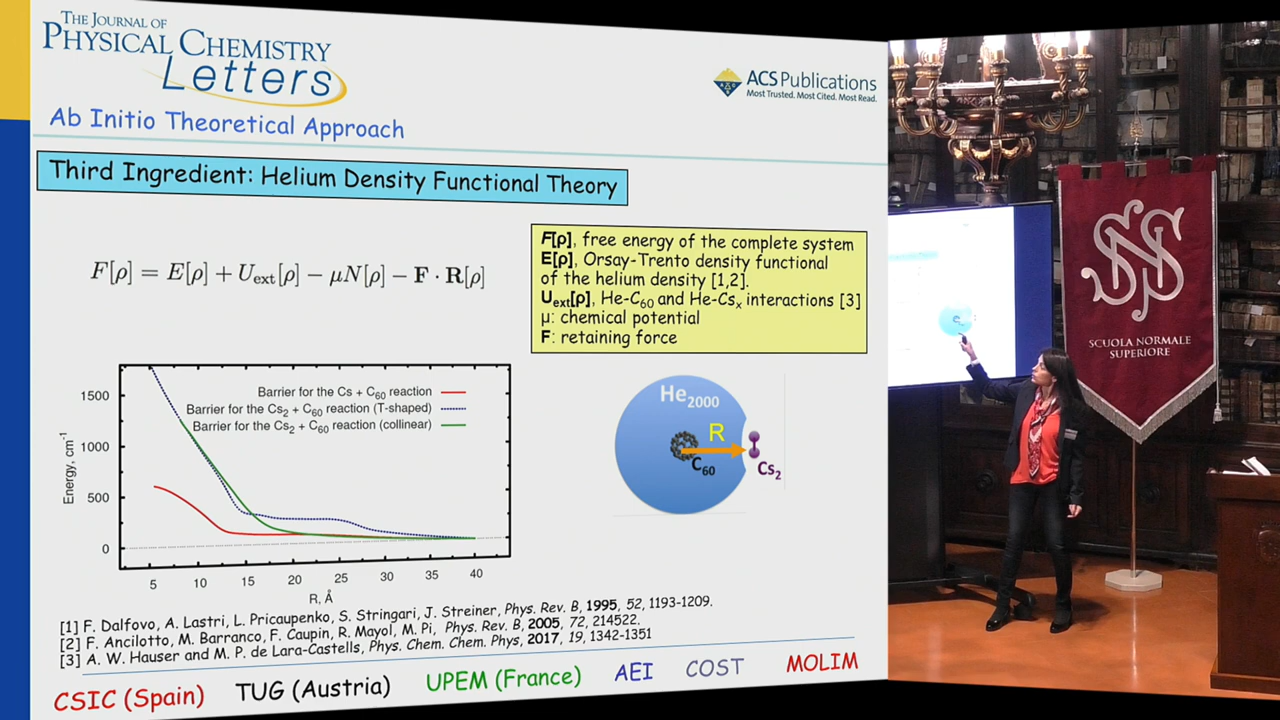 THE JOURNAL OF
PHYSICAL CHEMISTRY
Letters
ACS Publications
Most Trusted. Most Cited. Most Read.
Ab Initio Theoretical Approach
Third Ingredient: Helium Density Functional Theory
F[ρ] = E[ρ] + Uext[ρ] − μN[ρ] − F · R[ρ]
F[ρ], free energy of the complete system
E[ρ], Orsay-Trento density functional
of the helium density [1,2].
Uext[ρ], He-C60 and He-Csx interactions [3]
μ: chemical potential
F: retaining force
Barrier for the Cs + C60 reaction
Barrier for the Cs2 + C60 reaction (T-shaped)
Barrier for the Cs2 + C60 reaction (collinear)
Energy, cm-1
1500
1000
500
0
5 10 15 20 25 30 35 40
R, Å
He2000
R
C60
Cs2
[1] F. Dalfovo, A. Lastri, L. Pricaupenko, S. Stringari, J. Streiner, Phys. Rev. B, 1995, 52, 1193-1209.
[2] F. Ancilotto, M. Barranco, F. Caupin, R. Mayol, M. Pi, Phys. Rev. B, 2005, 72, 214522.
[3] A. W. Hauser and M. P. de Lara-Castells, Phys. Chem. Chem. Phys, 2017, 19, 1342-1351
CSIC (Spain) TUG (Austria) UPEM (France) AEI COST MOLIM
SNS
SCUOLA NORMALE
SUPERIORE